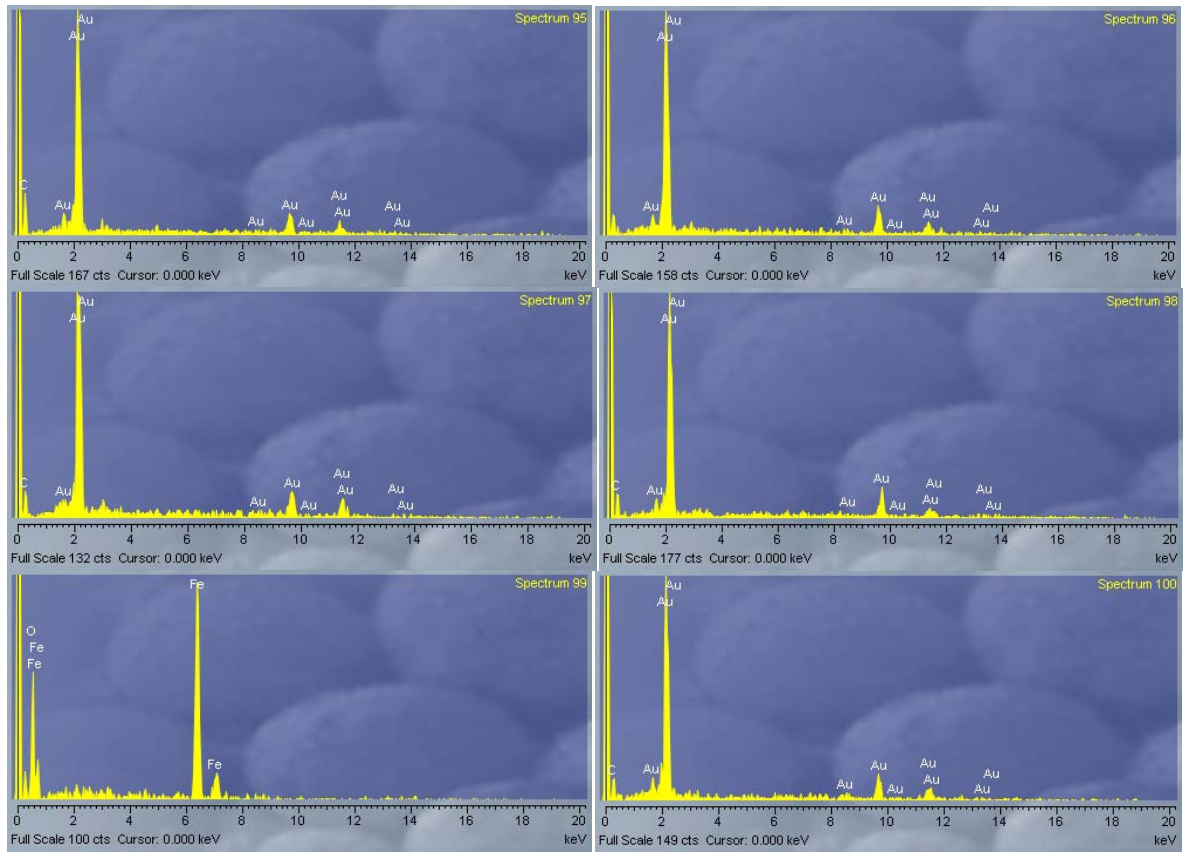 Spectrum 95
Au
Au
C
Au
Au
Au
Au
Au
Au
Au
Au
0 2 4 6 8 10 12 14 16 18 20
Full Scale 167 cts Cursor: 0.000 keV keV
Spectrum 96
Au
Au
Au
Au
Au
Au
Au
Au
Au
Au
0 2 4 6 8 10 12 14 16 18 20
Full Scale 158 cts Cursor: 0.000 keV keV
Spectrum 97
Au
Au
C
Au
Au
Au
Au
Au
Au
Au
Au
0 2 4 6 8 10 12 14 16 18 20
Full Scale 132 cts Cursor: 0.000 keV keV
Spectrum 98
Au
Au
C
Au
Au
Au
Au
Au
Au
Au
Au
0 2 4 6 8 10 12 14 16 18 20
Full Scale 177 cts Cursor: 0.000 keV keV
Spectrum 99
O
Fe
Fe
Fe
Fe
0 2 4 6 8 10 12 14 16 18 20
Full Scale 100 cts Cursor: 0.000 keV keV
Spectrum 100
Au
Au
C
Au
Au
Au
Au
Au
Au
Au
Au
0 2 4 6 8 10 12 14 16 18 20
Full Scale 149 cts Cursor: 0.000 keV keV